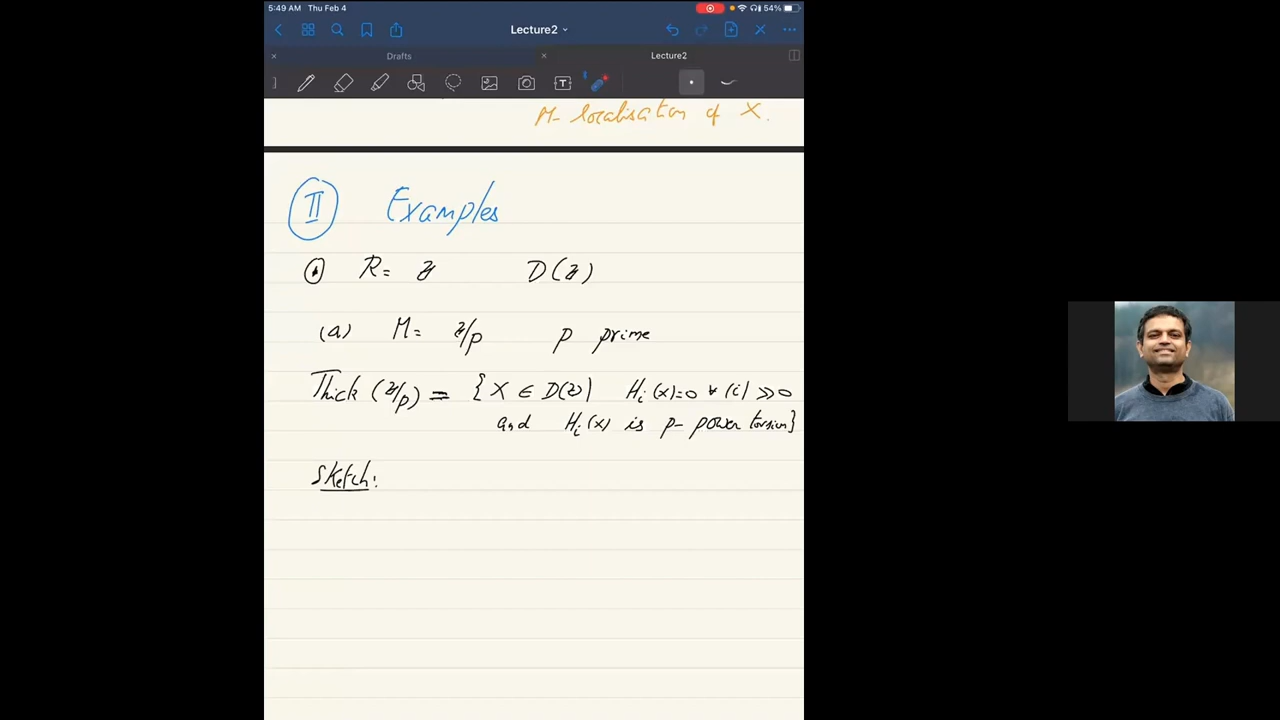 5:49 AM Thu Feb 4
54%
Lecture2
Drafts
Lecture2
T
M- localisation of X.
II Examples
R= ℤ D(ℤ)
(a) M= ℤ/p p prime
Thick (ℤ/p) = { X ∈ D(ℤ) Hi(X)=0 ∀ |i| >> 0
and Hi(X) is p- power torsion}
Sketch: